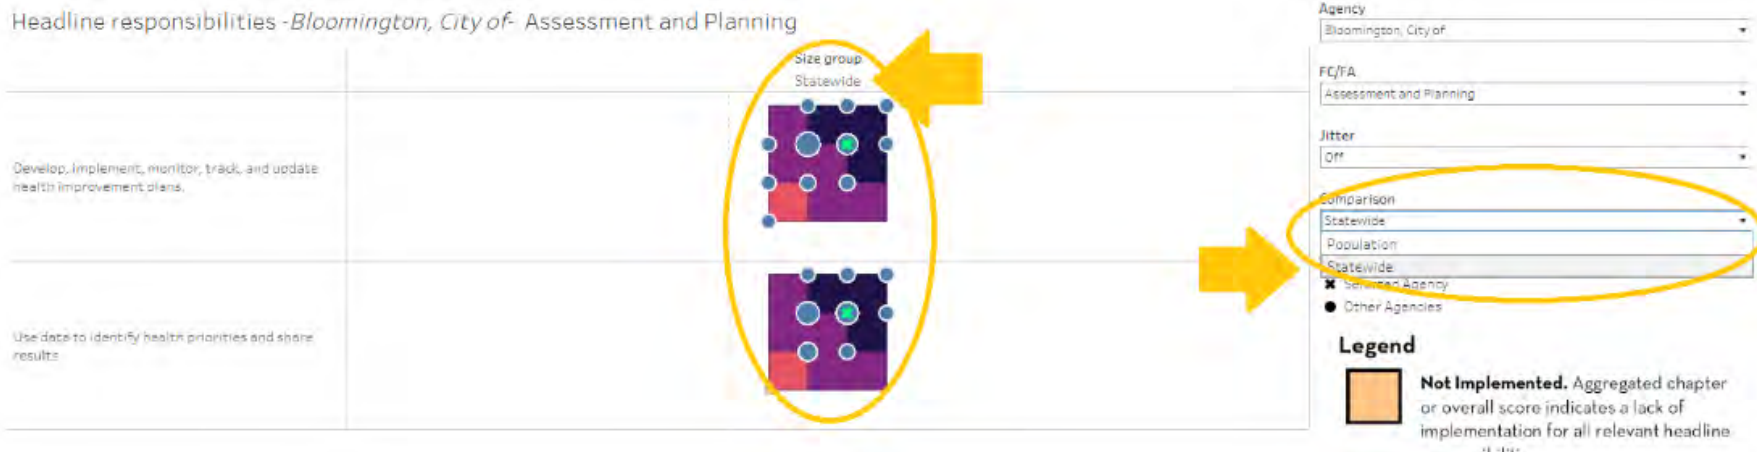 Headline responsibilities -Bloomington, City of- Assessment and Planning
Size group
Statewide
Develop, implement, monitor, track, and update
health improvement plans.
Use data to identify health priorities and share
results
Agency
Bloomington, City of
FC/FA
Assessment and Planning
Jitter
Off
Comparison
Statewide
Population
Statewide
Selected Agency
Other Agencies
Legend
Not Implemented. Aggregated chapter
or overall score indicates a lack of
implementation for all relevant headline